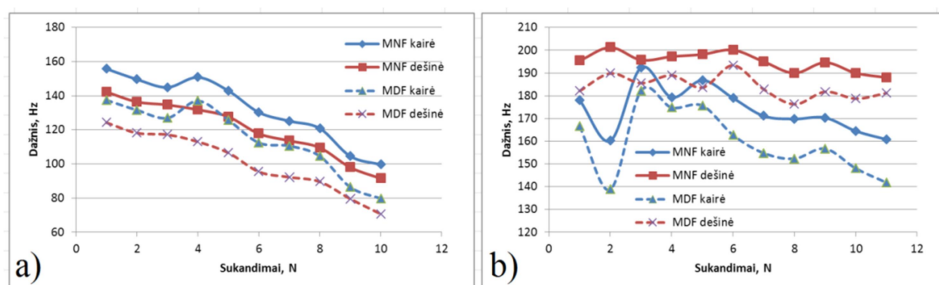 180
160
140
120
100
80
60
Dažnis, Hz
0
2
4
6
8
10
12
Sukandimai, N
MNF kairė
MNF dešinė
MDF kairė
MDF dešinė
a)
210
200
190
180
170
160
150
140
130
120
Dažnis, Hz
0
2
4
6
8
10
12
Sukandimai, N
MNF kairė
MNF dešinė
MDF kairė
MDF dešinė
b)